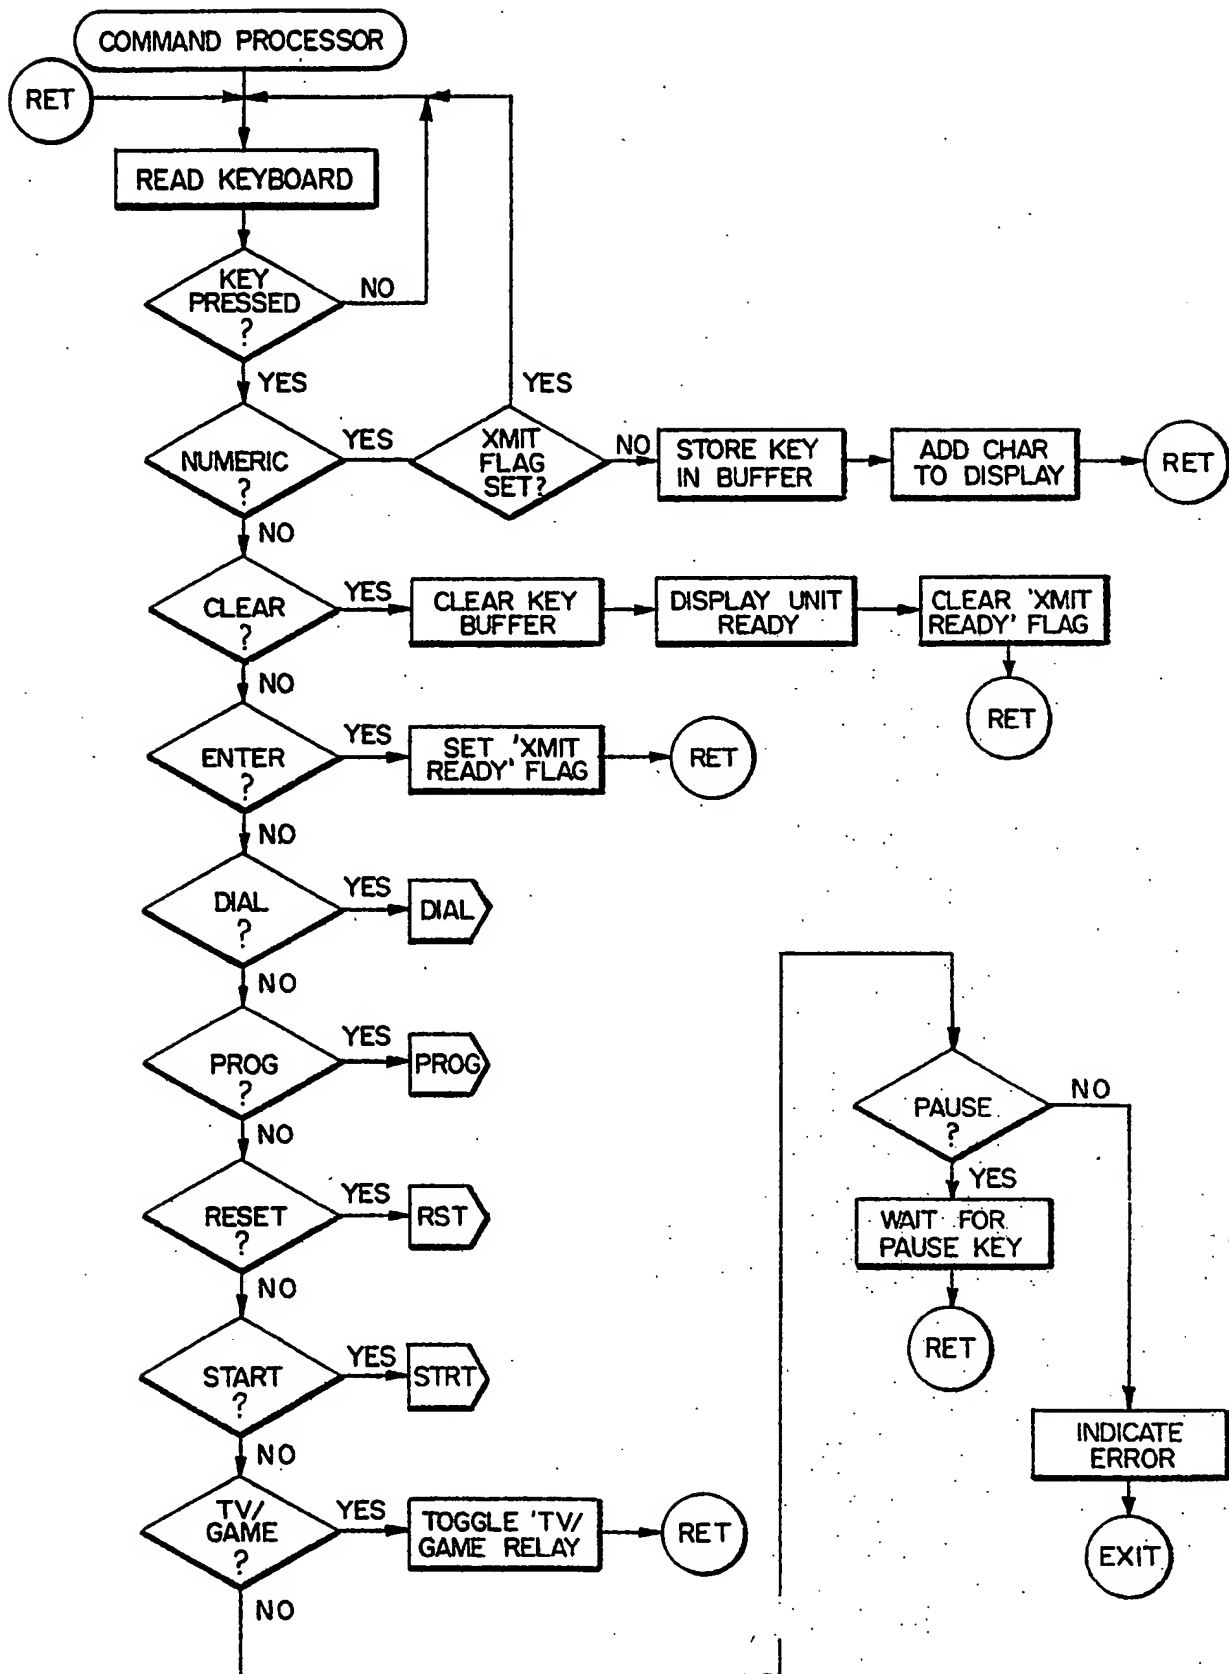 COMMAND PROCESSOR
RET
READ KEYBOARD
KEY
PRESSED
?
NO
YES
NUMERIC
?
YES
XMIT
FLAG
SET?
YES
NO
STORE KEY
IN BUFFER
ADD CHAR
TO DISPLAY
RET
NO
CLEAR
?
YES
CLEAR KEY
BUFFER
DISPLAY UNIT
READY
CLEAR 'XMIT
READY' FLAG
RET
NO
ENTER
?
YES
SET 'XMIT
READY' FLAG
RET
NO
DIAL
?
YES
DIAL
NO
PROG
?
YES
PROG
NO
RESET
?
YES
RST
NO
START
?
YES
STRT
NO
TV/
GAME
?
YES
TOGGLE 'TV/
GAME RELAY
RET
NO
PAUSE
?
NO
YES
WAIT FOR
PAUSE KEY
RET
INDICATE
ERROR
EXIT